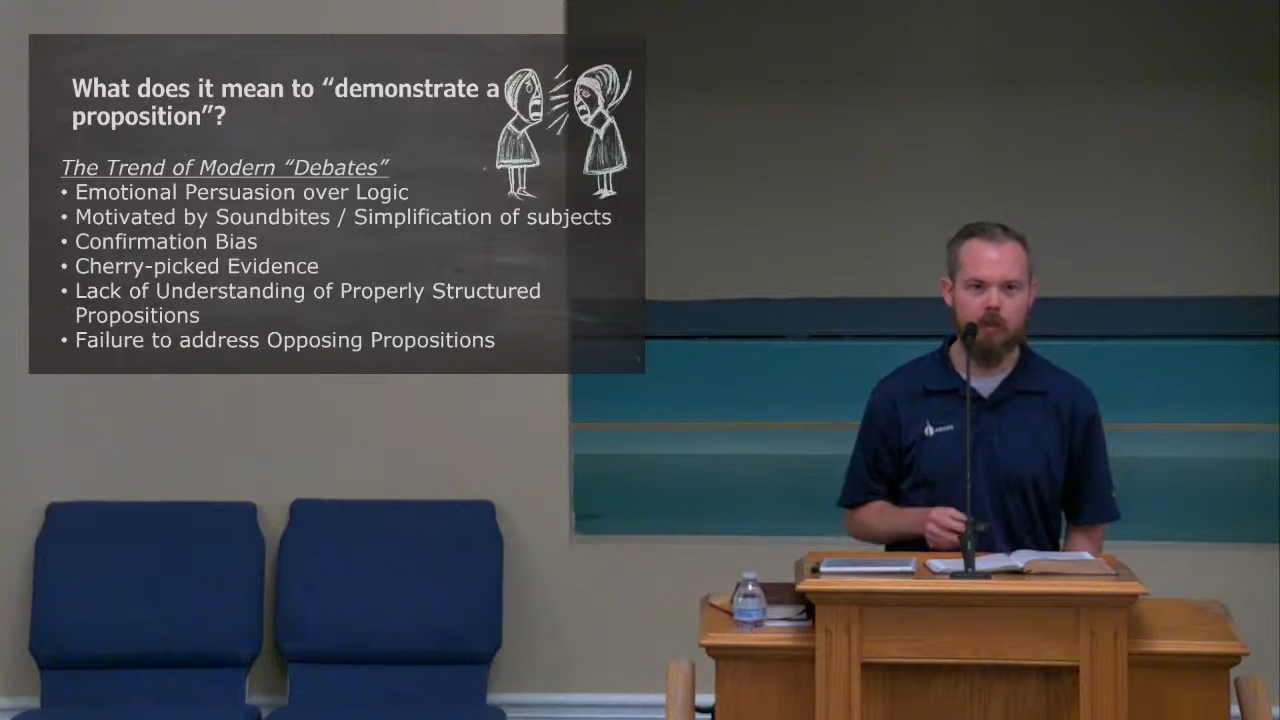 What does it mean to “demonstrate a
proposition”?
The Trend of Modern “Debates”
• Emotional Persuasion over Logic
• Motivated by Soundbites / Simplification of subjects
• Confirmation Bias
• Cherry-picked Evidence
• Lack of Understanding of Properly Structured
Propositions
• Failure to address Opposing Propositions